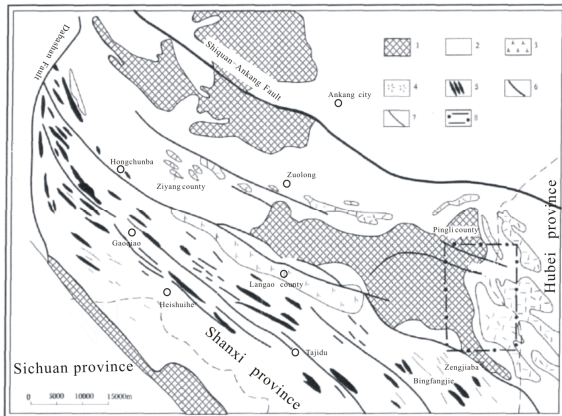 Dabashan Fault
Shiquan-Ankang Fault
1
2
3
4
5
6
7
8
Ankang city
Hongchunba
Ziyang county
Zuolong
Pingli county
Hubei province
Gaoqiao
Langao county
Heishuihe
Shanxi province
Tajidu
Zengjiaba
Bingfangjie
Sichuan province
0 5000 10000 15000m